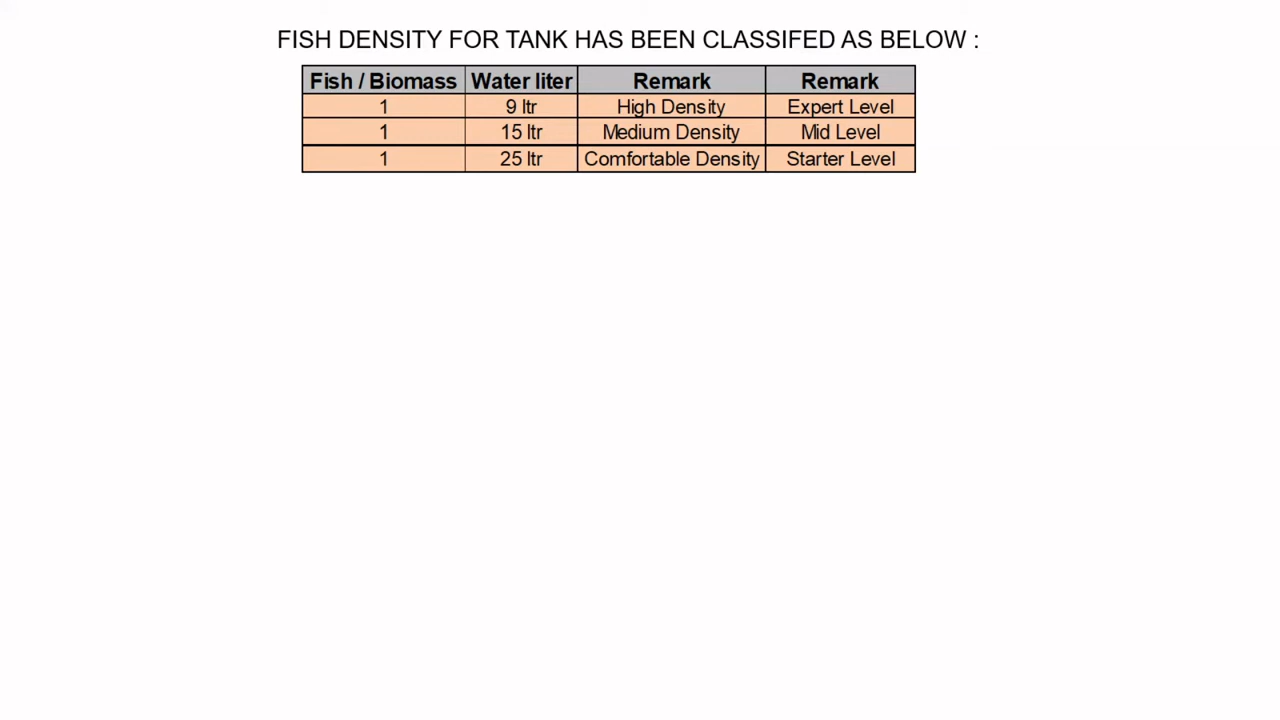 FISH DENSITY FOR TANK HAS BEEN CLASSIFED AS BELOW :
Fish / Biomass Water liter Remark Remark
1 9 ltr High Density Expert Level
1 15 ltr Medium Density Mid Level
1 25 ltr Comfortable Density Starter Level